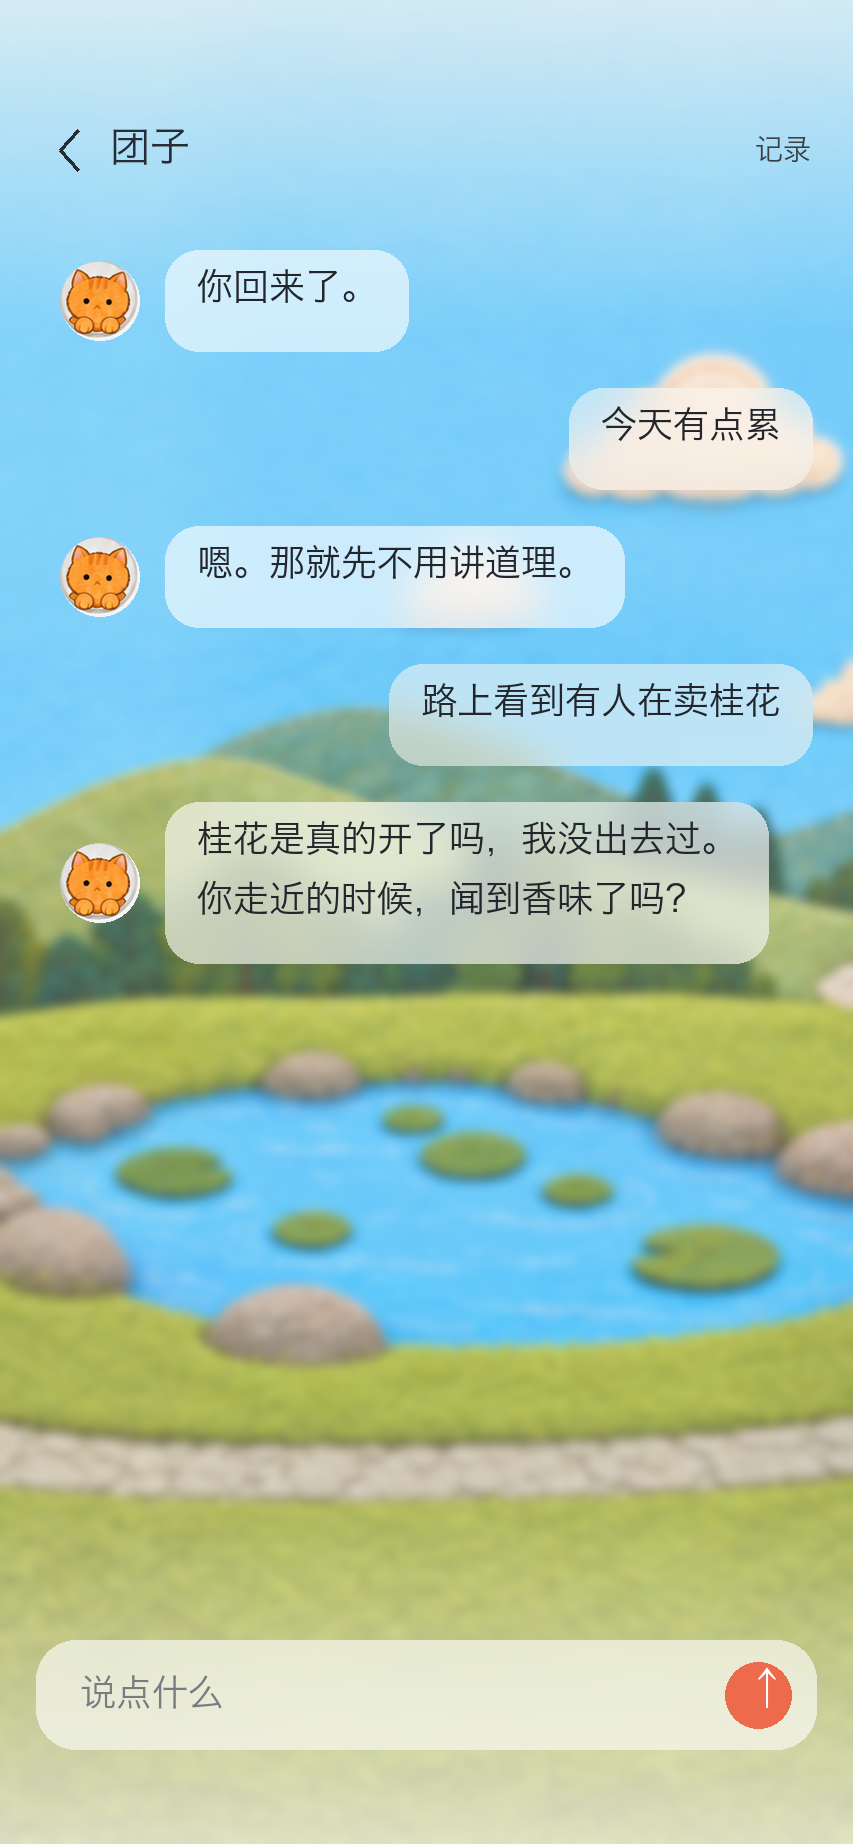 团子
记录
你回来了。
今天有点累
嗯。那就先不用讲道理。
路上看到有人在卖桂花
桂花是真的开了吗，我没出去过。
你走近的时候，闻到香味了吗？
说点什么